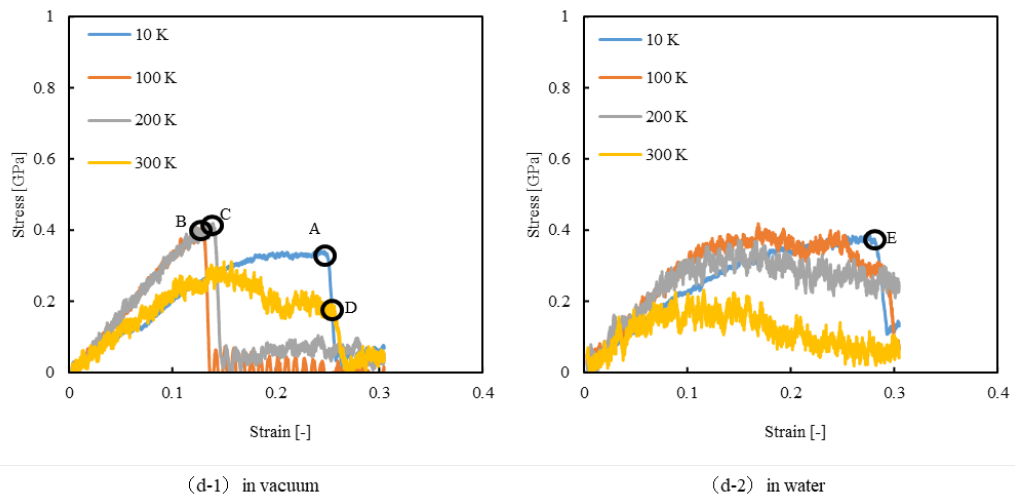 1
0.8
0.6
0.4
0.2
0
Stress [GPa]
10 K
100 K
200 K
300 K
B
C
A
D
0
0.1
0.2
0.3
0.4
Strain [-]
（d-1）in vacuum
1
0.8
0.6
0.4
0.2
0
Stress [GPa]
10 K
100 K
200 K
300 K
E
0
0.1
0.2
0.3
0.4
Strain [-]
（d-2）in water